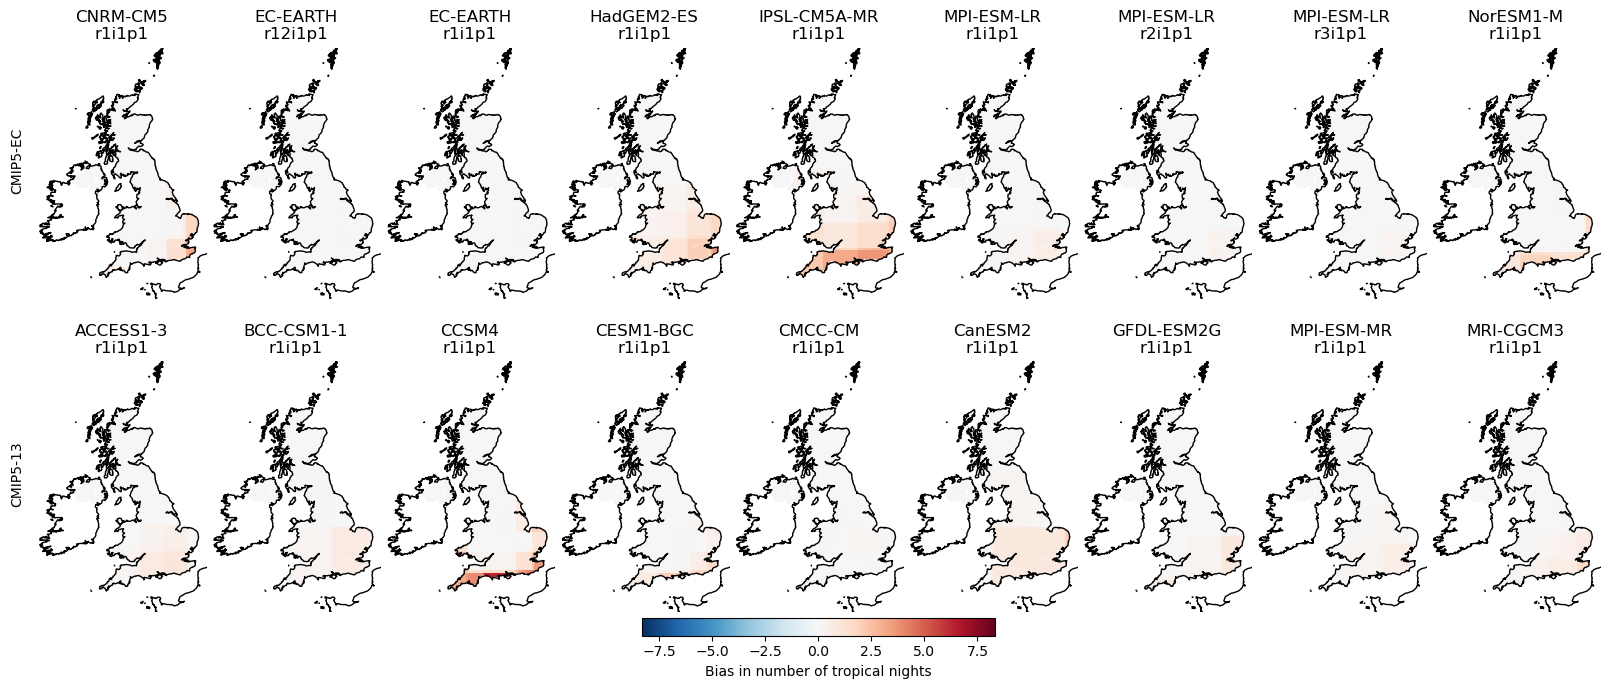 CNRM-CM5
r1i1p1
EC-EARTH
r12i1p1
EC-EARTH
r1i1p1
HadGEM2-ES
r1i1p1
IPSL-CM5A-MR
r1i1p1
MPI-ESM-LR
r1i1p1
MPI-ESM-LR
r2i1p1
MPI-ESM-LR
r3i1p1
NorESM1-M
r1i1p1
CMIP5-EC
ACCESS1-3
r1i1p1
BCC-CSM1-1
r1i1p1
CCSM4
r1i1p1
CESM1-BGC
r1i1p1
CMCC-CM
r1i1p1
CanESM2
r1i1p1
GFDL-ESM2G
r1i1p1
MPI-ESM-MR
r1i1p1
MRI-CGCM3
r1i1p1
CMIP5-13
−7.5 −5.0 −2.5 0.0 2.5 5.0 7.5
Bias in number of tropical nights